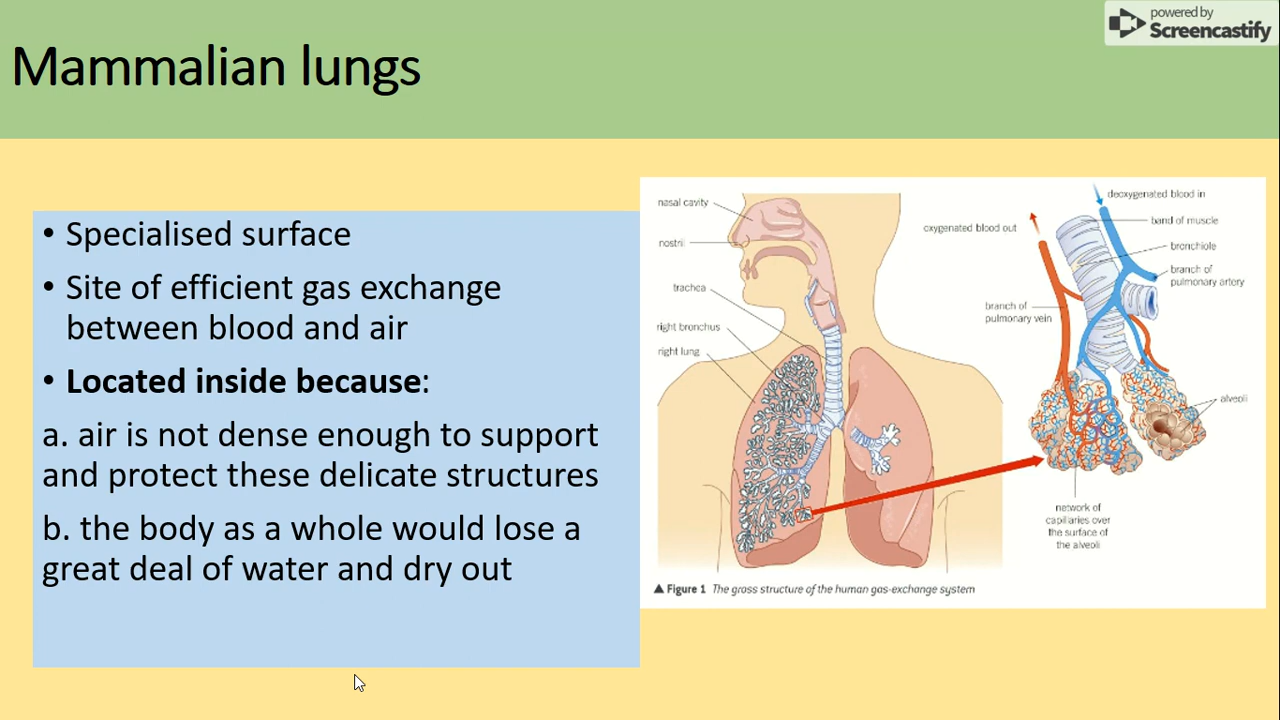 powered by
Screencastify
Mammalian lungs
• Specialised surface
• Site of efficient gas exchange
between blood and air
• Located inside because:
a. air is not dense enough to support
and protect these delicate structures
b. the body as a whole would lose a
great deal of water and dry out
nasal cavity
nostril
trachea
right bronchus
right lung
deoxygenated blood in
oxygenated blood out
band of muscle
bronchiole
branch of
pulmonary artery
branch of
pulmonary vein
alveoli
network of
capillaries over
the surface of
the alveoli
▲ Figure 1 The gross structure of the human gas-exchange system